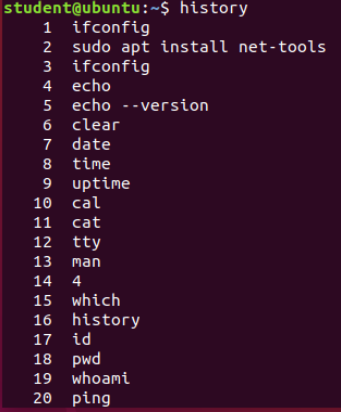 student@ubuntu:~$ history
1 ifconfig
2 sudo apt install net-tools
3 ifconfig
4 echo
5 echo --version
6 clear
7 date
8 time
9 uptime
10 cal
11 cat
12 tty
13 man
14 4
15 which
16 history
17 id
18 pwd
19 whoami
20 ping